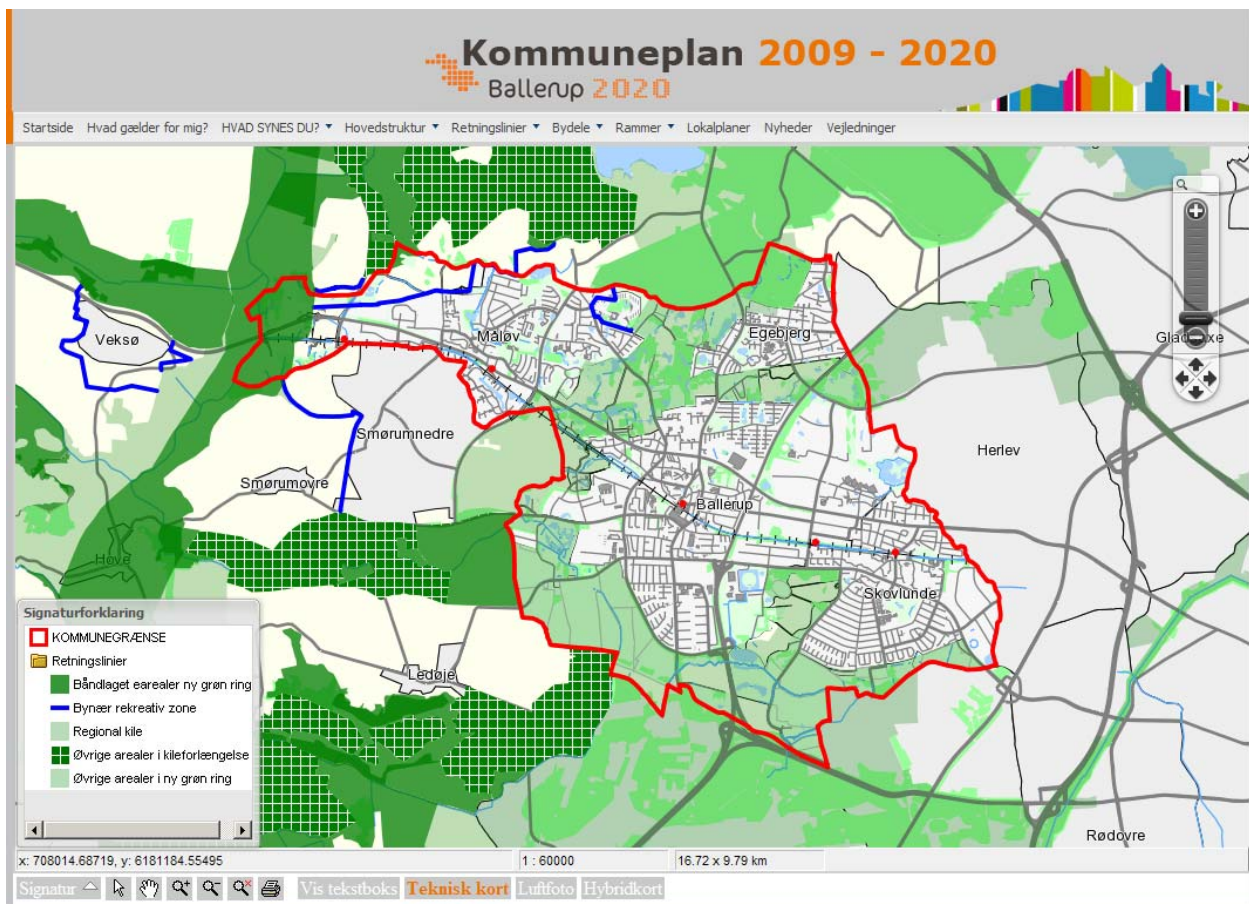 Kommuneplan 2009 - 2020
Ballerup 2020
Startside Hvad gælder for mig? HVAD SYNES DU? Hovedstruktur Retningslinier Bydele Rammer Lokalplaner Nyheder Vejledninger
Veksø
Måløv
Egebjerg
Smørumnedre
Herlev
Smørumovre
Ballerup
Hove
Skovlunde
Ledøje
Rødovre
Signaturforklaring
KOMMUNEGRÆNSE
Retningslinier
Båndlaget earealer ny grøn ring
Bynær rekreativ zone
Regional kile
Øvrige arealer i kileforlængelse
Øvrige arealer i ny grøn ring
x: 708014.68719, y: 6181184.55495 1 : 60000 16.72 x 9.79 km
Signatur Vis tekstboks Teknisk kort Luftfoto Hybridkort